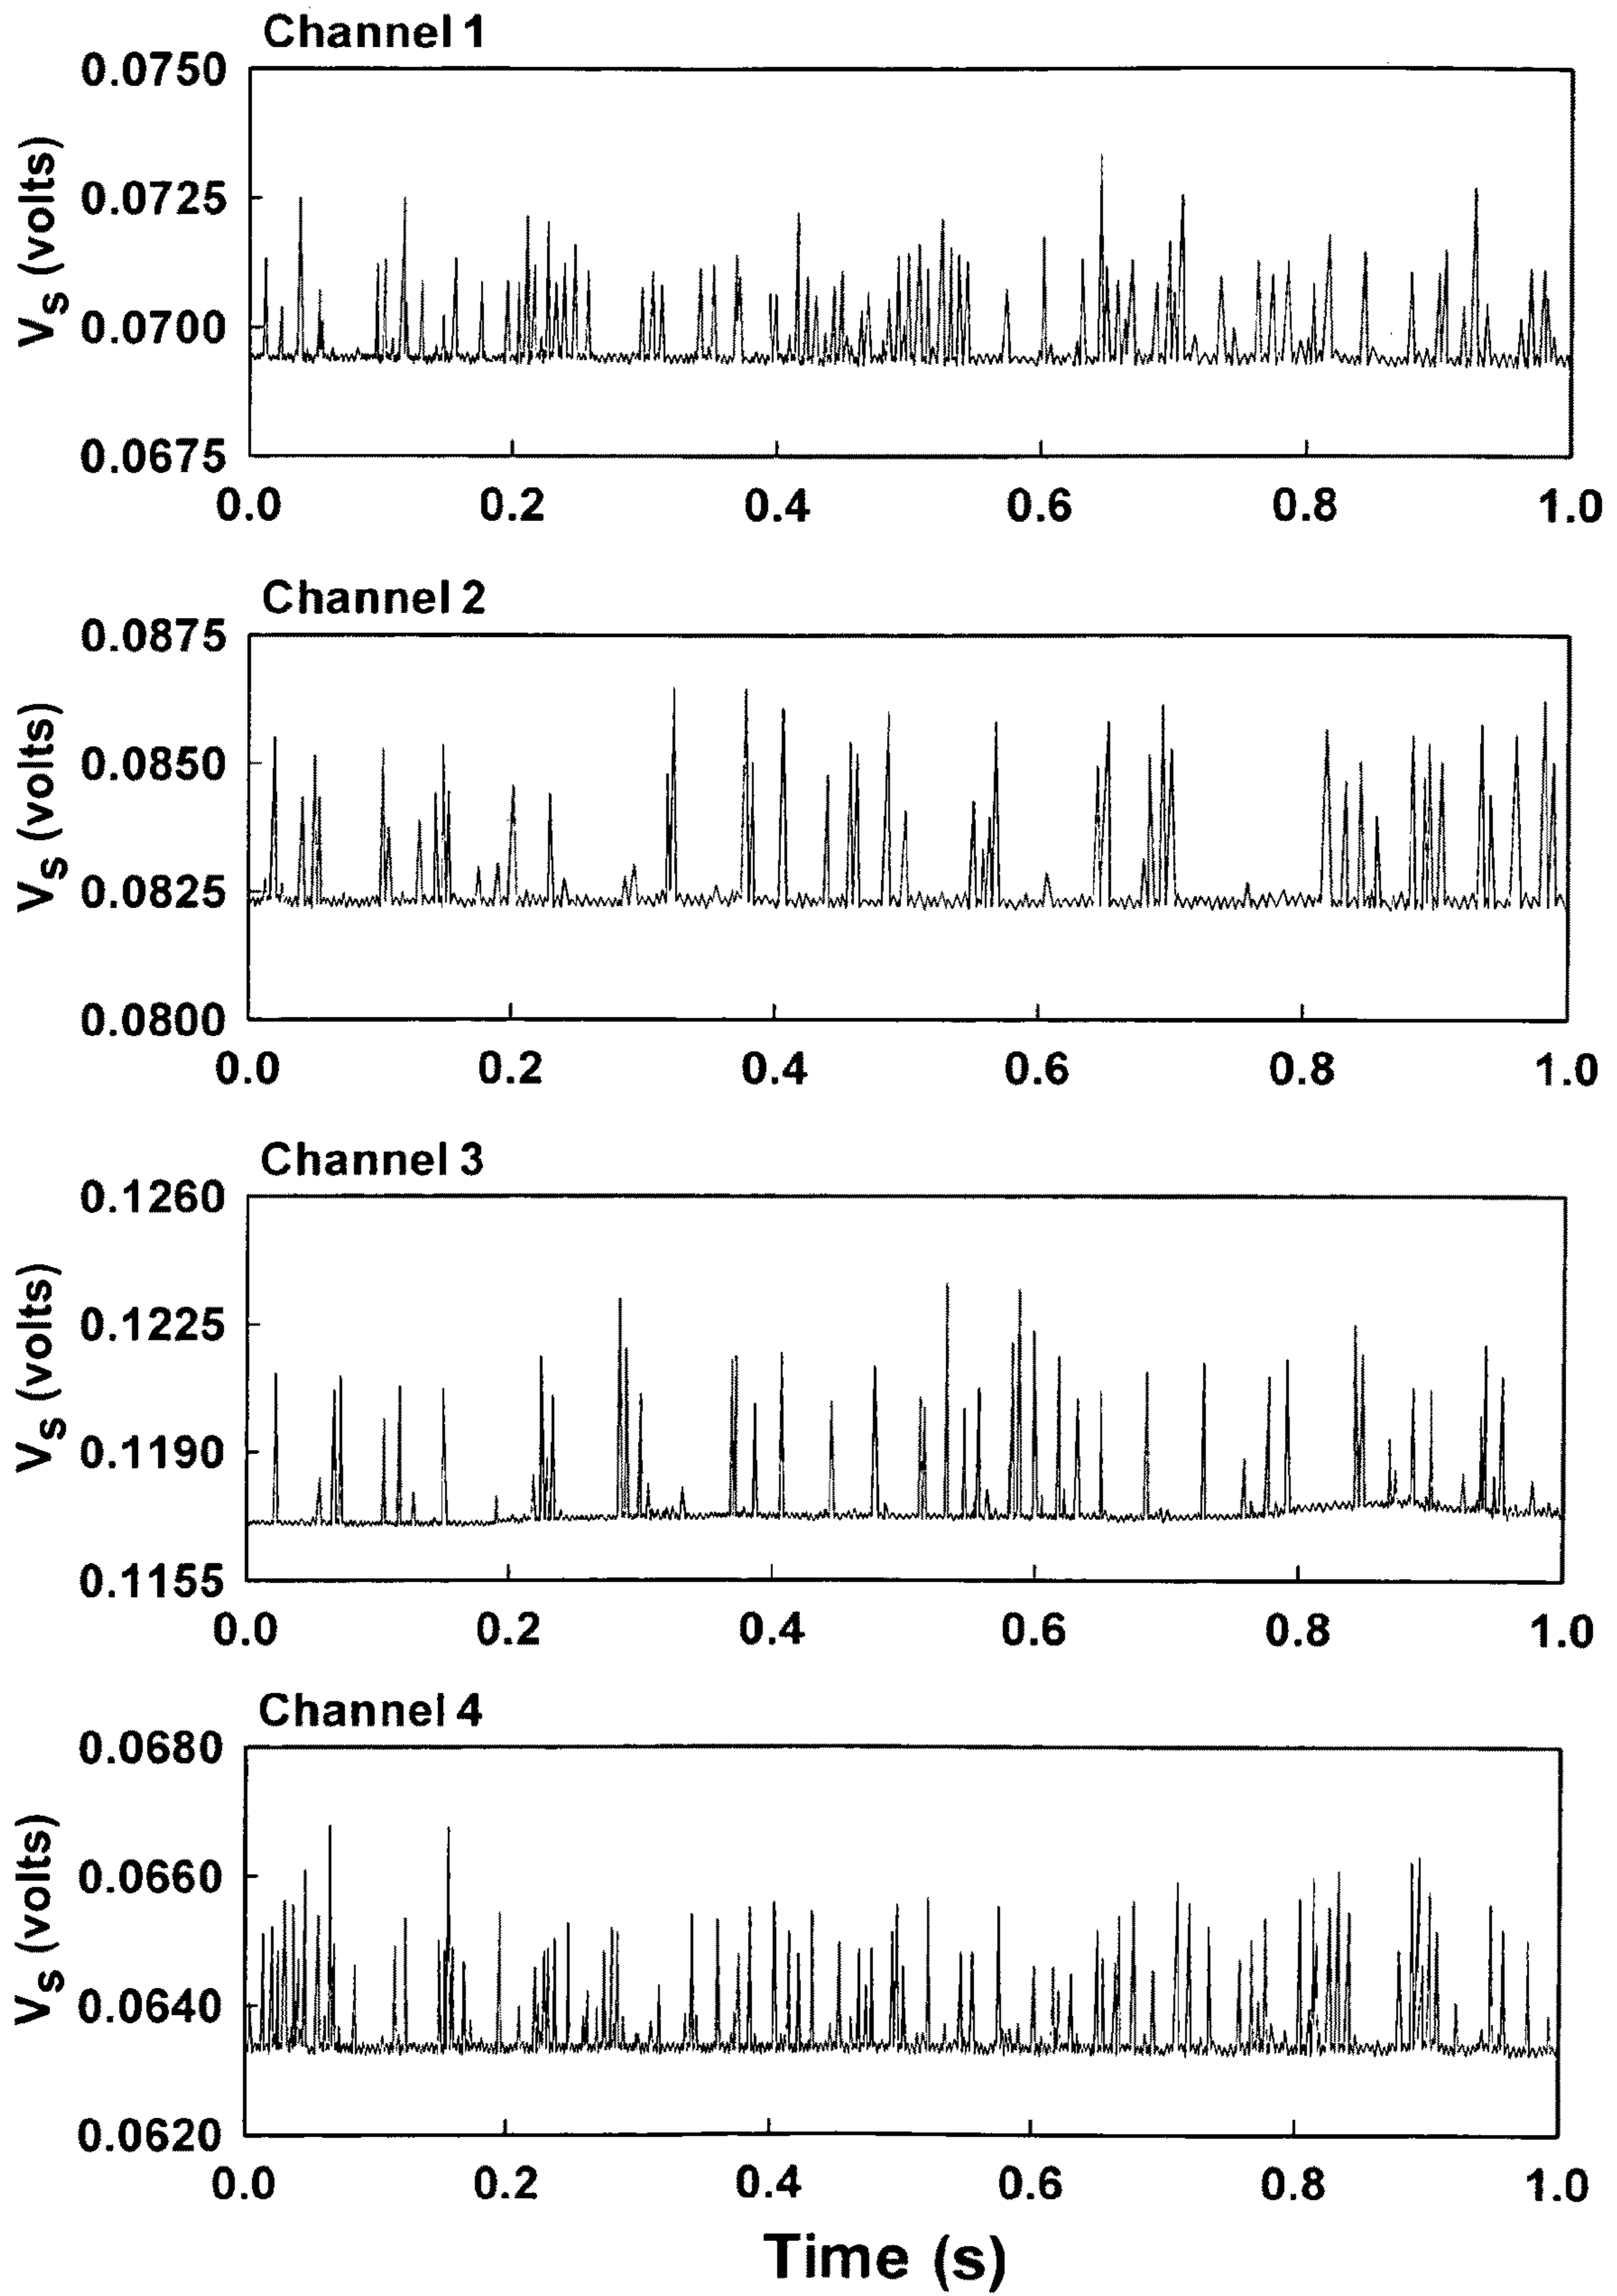 Channel 1
0.0750
0.0725
0.0700
0.0675
Vs (volts)
0.0 0.2 0.4 0.6 0.8 1.0
Channel 2
0.0875
0.0850
0.0825
0.0800
Vs (volts)
0.0 0.2 0.4 0.6 0.8 1.0
Channel 3
0.1260
0.1225
0.1190
0.1155
Vs (volts)
0.0 0.2 0.4 0.6 0.8 1.0
Channel 4
0.0680
0.0660
0.0640
0.0620
Vs (volts)
0.0 0.2 0.4 0.6 0.8 1.0
Time (s)